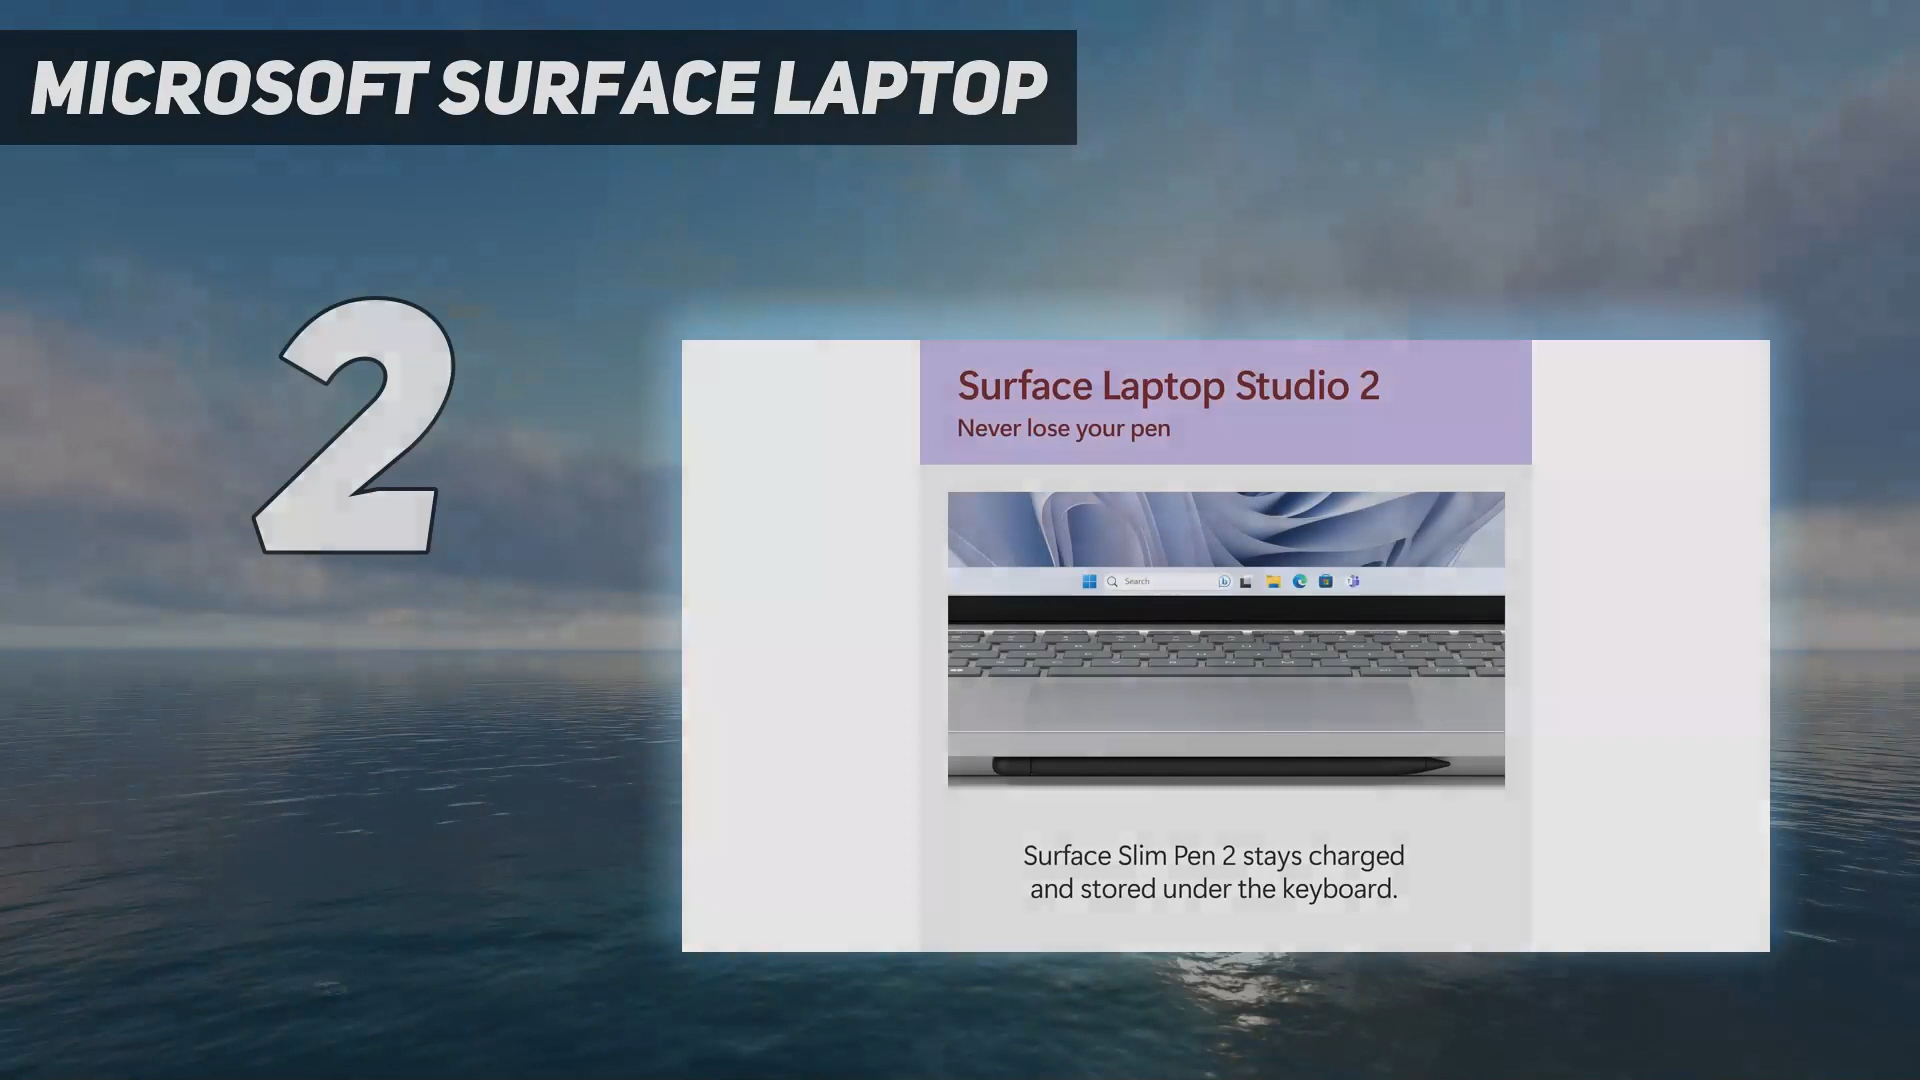 MICROSOFT SURFACE LAPTOP
2
Surface Laptop Studio 2
Never lose your pen
Search
Surface Slim Pen 2 stays charged
and stored under the keyboard.